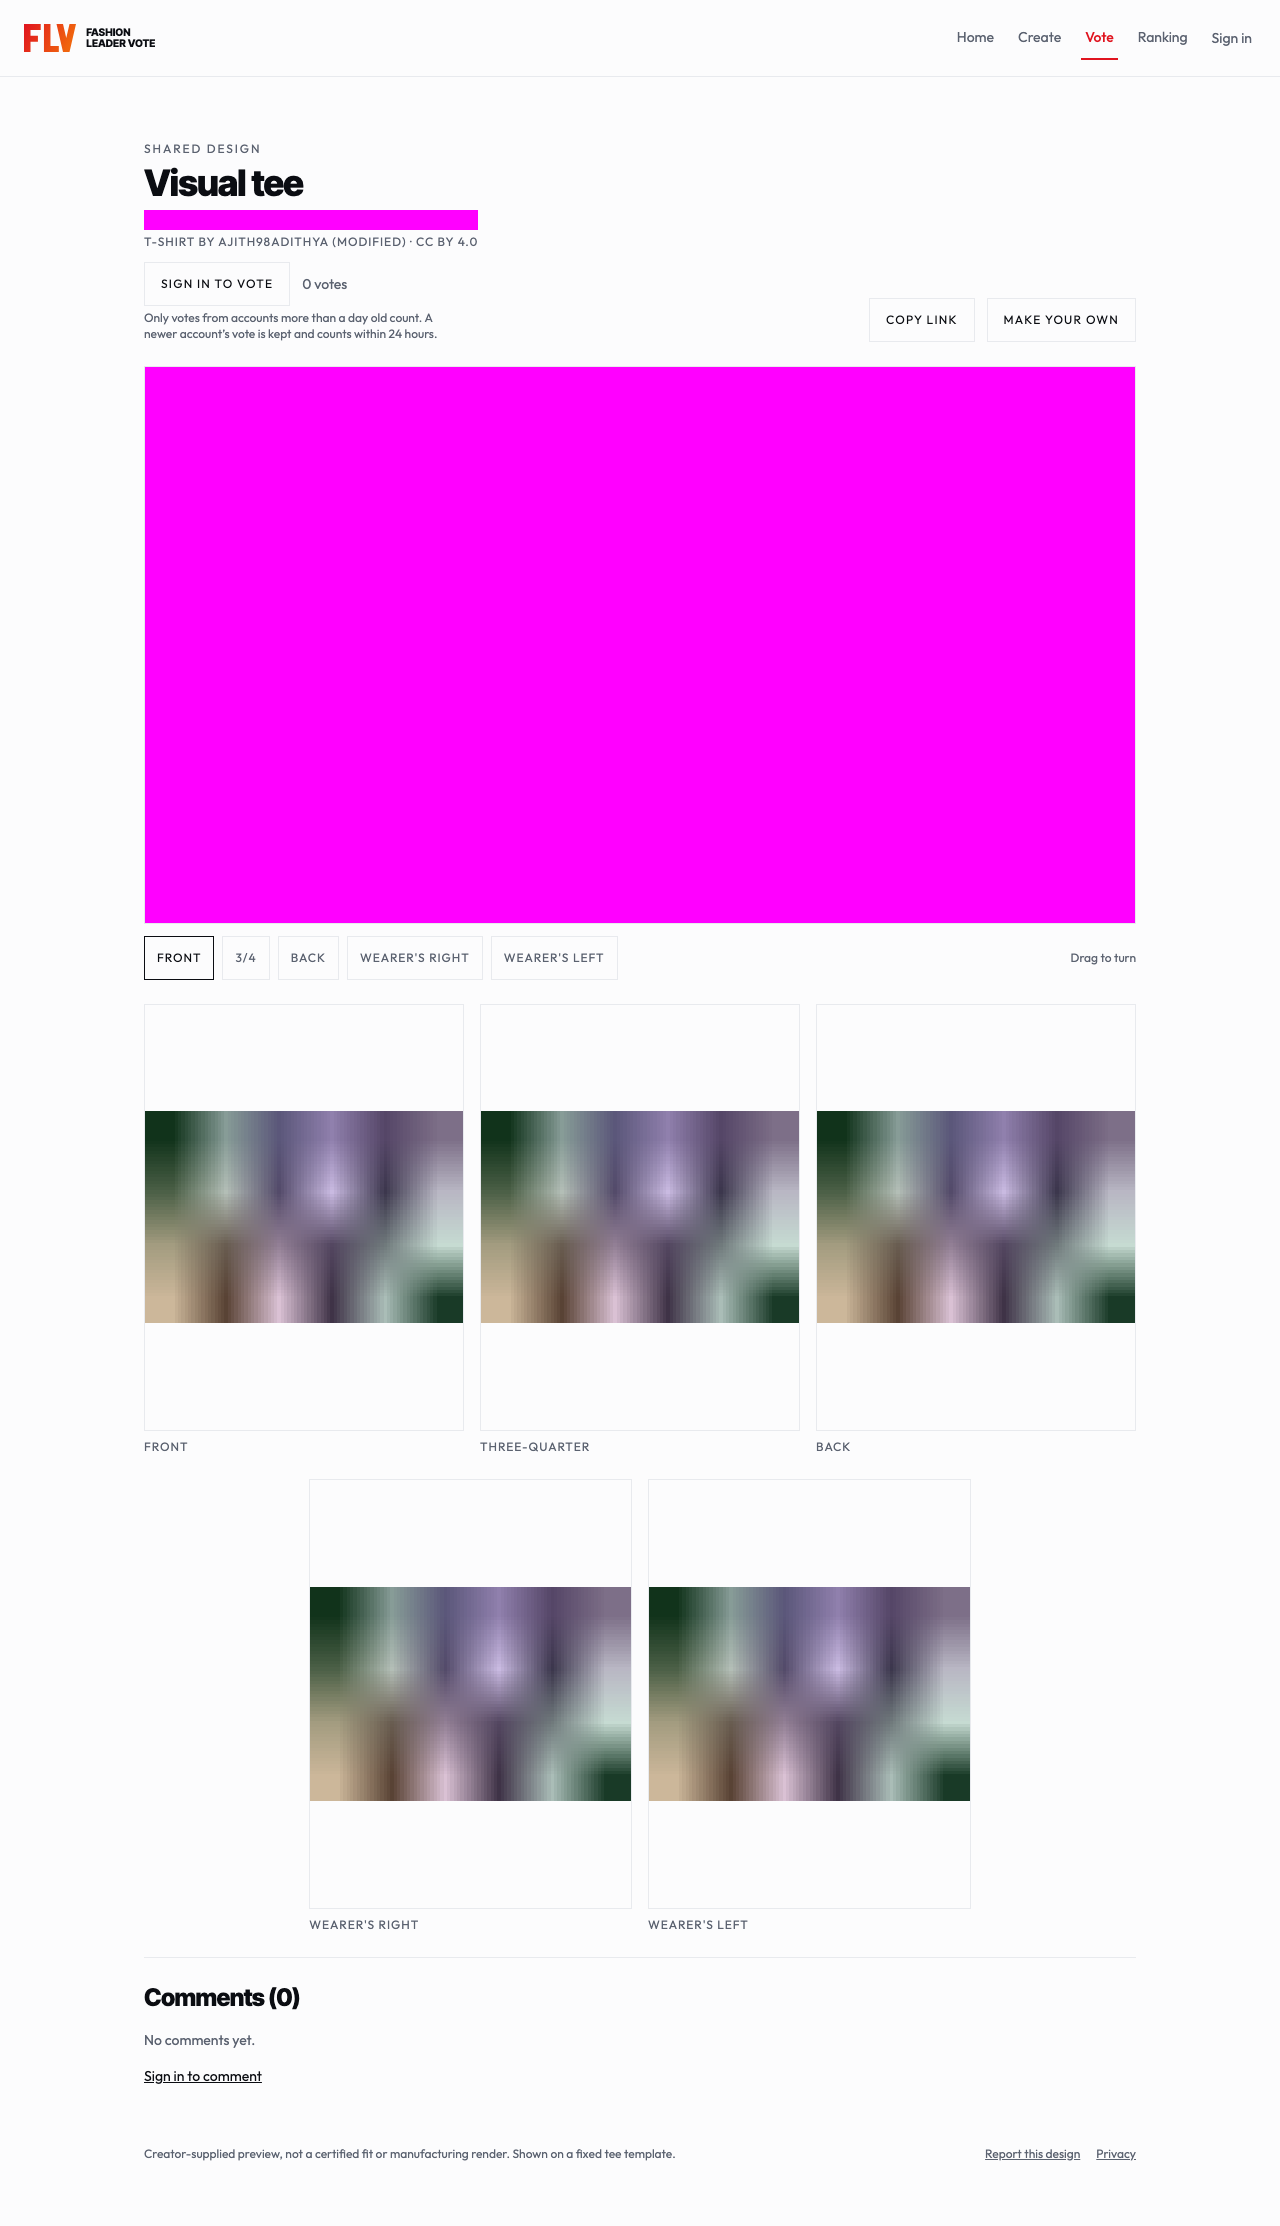 FLV FASHION
LEADER VOTE
Home Create Vote Ranking Sign in
SHARED DESIGN
Visual tee
T-SHIRT BY AJITH98ADITHYA (MODIFIED) · CC BY 4.0
SIGN IN TO VOTE 0 votes
Only votes from accounts more than a day old count. A
newer account's vote is kept and counts within 24 hours.
COPY LINK MAKE YOUR OWN
FRONT 3/4 BACK WEARER'S RIGHT WEARER'S LEFT Drag to turn
FRONT THREE-QUARTER BACK
WEARER'S RIGHT WEARER'S LEFT
Comments (0)
No comments yet.
Sign in to comment
Creator-supplied preview, not a certified fit or manufacturing render. Shown on a fixed tee template. Report this design Privacy